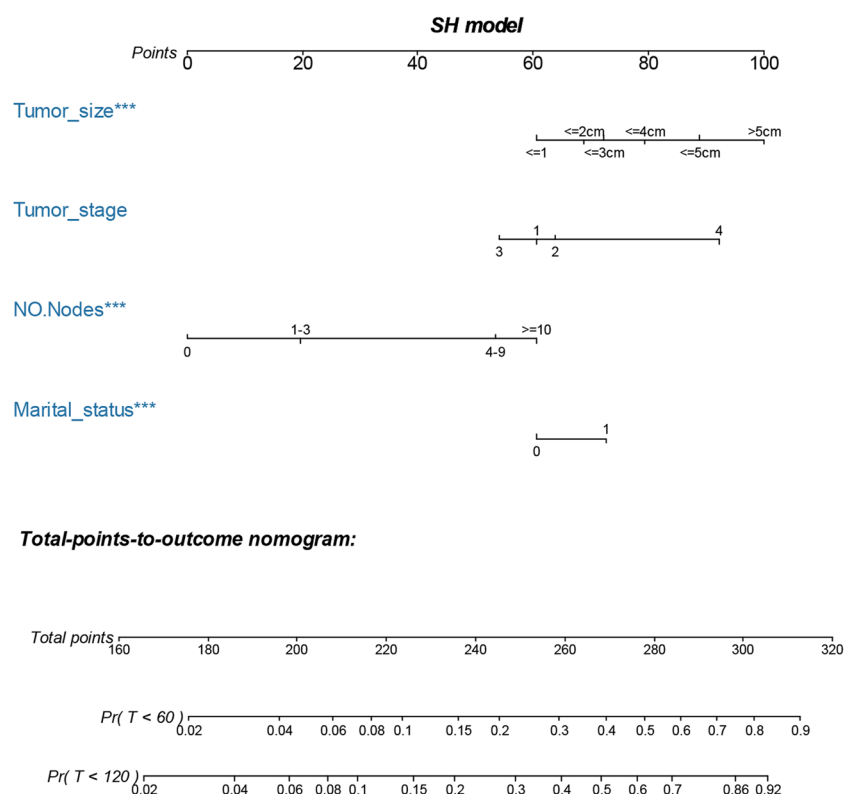 SH model
Points
0 20 40 60 80 100
Tumor_size***
<=2cm <=4cm >5cm
<=1 <=3cm <=5cm
Tumor_stage
1 4
3 2
NO.Nodes***
1-3 >=10
0 4-9
Marital_status***
1
0
Total-points-to-outcome nomogram:
Total points
160 180 200 220 240 260 280 300 320
Pr( T < 60 )
0.02 0.04 0.06 0.08 0.1 0.15 0.2 0.3 0.4 0.5 0.6 0.7 0.8 0.9
Pr( T < 120 )
0.02 0.04 0.06 0.08 0.1 0.15 0.2 0.3 0.4 0.5 0.6 0.7 0.86 0.92